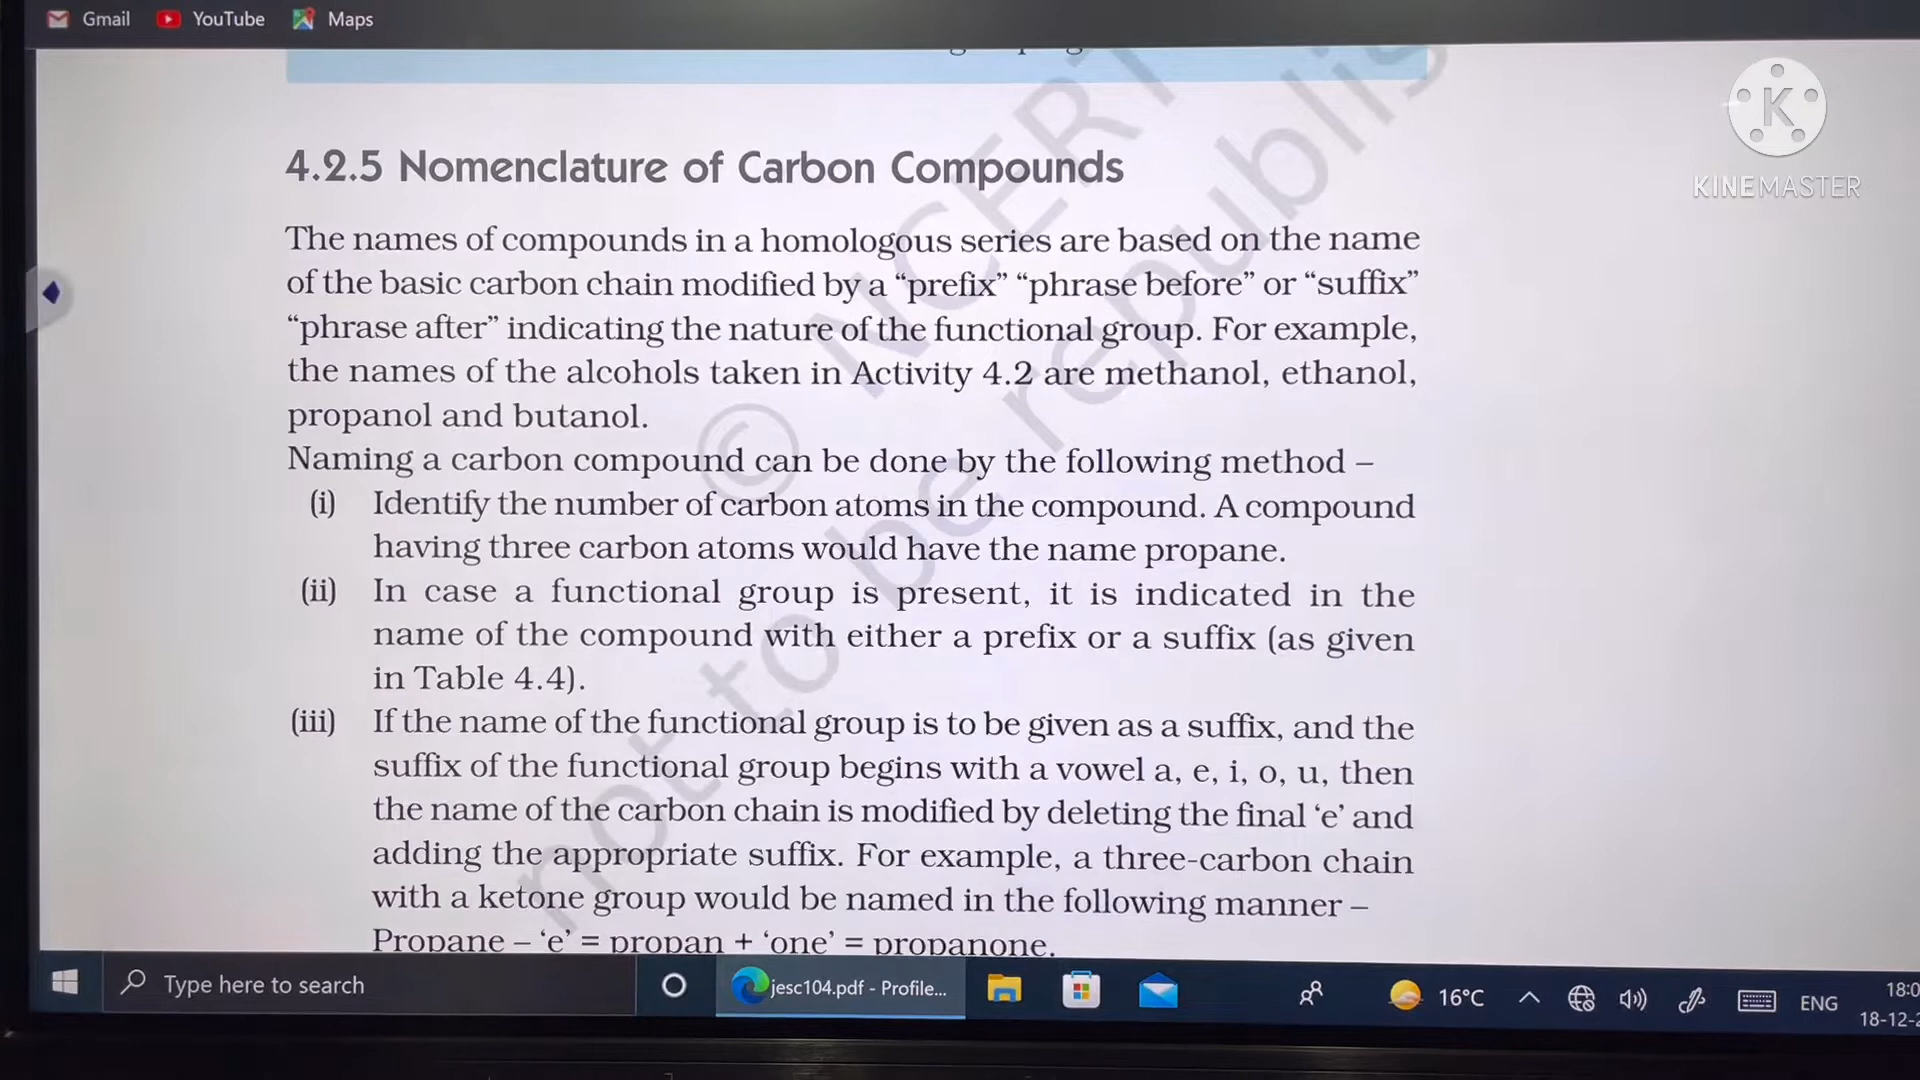 Gmail YouTube Maps
K
KINEMASTER
4.2.5 Nomenclature of Carbon Compounds
The names of compounds in a homologous series are based on the name
of the basic carbon chain modified by a “prefix” “phrase before” or “suffix”
“phrase after” indicating the nature of the functional group. For example,
the names of the alcohols taken in Activity 4.2 are methanol, ethanol,
propanol and butanol.
Naming a carbon compound can be done by the following method –
(i) Identify the number of carbon atoms in the compound. A compound
having three carbon atoms would have the name propane.
(ii) In case a functional group is present, it is indicated in the
name of the compound with either a prefix or a suffix (as given
in Table 4.4).
(iii) If the name of the functional group is to be given as a suffix, and the
suffix of the functional group begins with a vowel a, e, i, o, u, then
the name of the carbon chain is modified by deleting the final ‘e’ and
adding the appropriate suffix. For example, a three-carbon chain
with a ketone group would be named in the following manner –
Propane – ‘e’ = propan + ‘one’ = propanone.
© NCERT
not to be republis
Type here to search
jesc104.pdf - Profile...
16°C
ENG
18:0
18-12-2